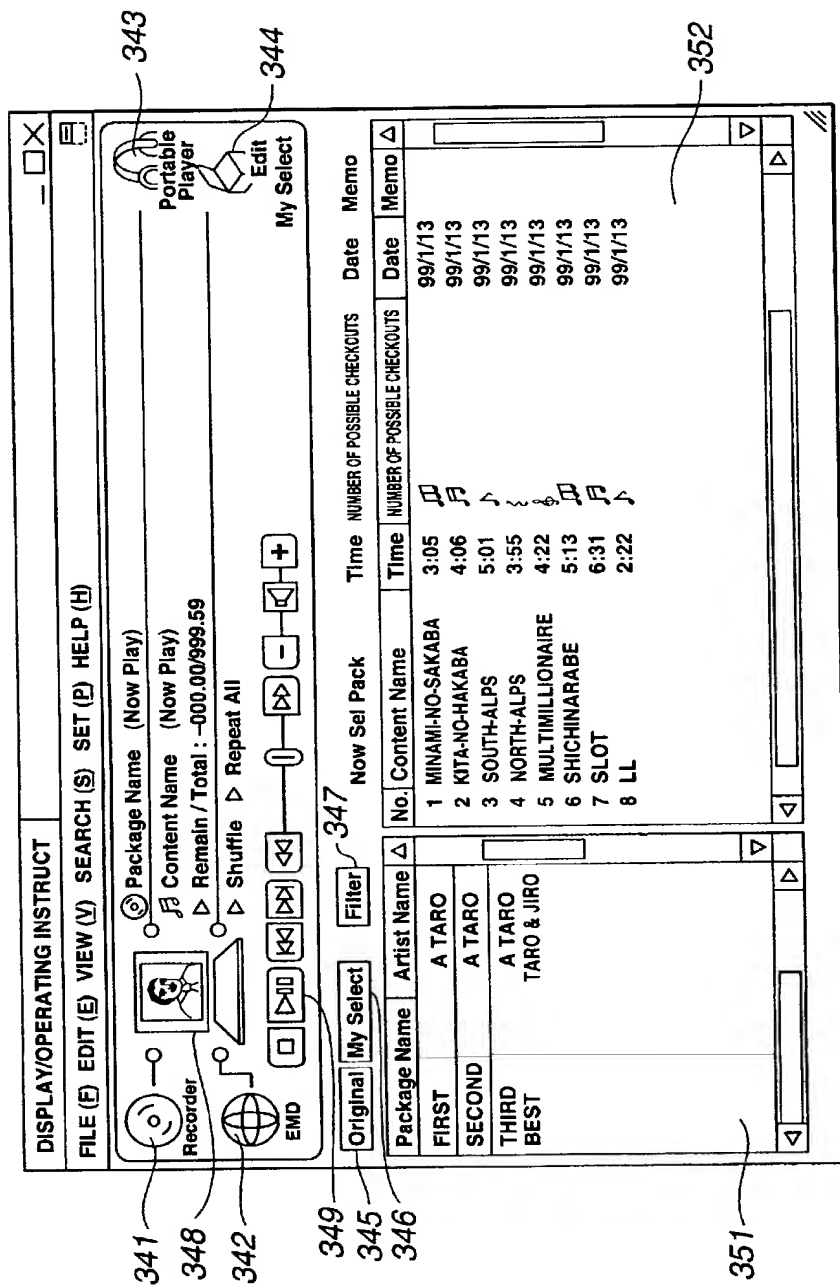 DISPLAY/OPERATING INSTRUCT
FILE (F) EDIT (E) VIEW (V) SEARCH (S) SET (P) HELP (H)
341
348
342
343
344
Recorder
EMD
Package Name (Now Play)
Content Name (Now Play)
Remain / Total : -000.00/999.59
Shuffle Repeat All
Portable
Player
Edit
My Select
349
345
346
347
Original My Select Filter Now Sel Pack Time NUMBER OF POSSIBLE CHECKOUTS Date Memo
Package Name Artist Name
FIRST A TARO
SECOND A TARO
THIRD A TARO
BEST TARO & JIRO
No. Content Name Time NUMBER OF POSSIBLE CHECKOUTS Date Memo
1 MINAMI-NO-SAKABA 3:05 99/1/13
2 KITA-NO-HAKABA 4:06 99/1/13
3 SOUTH-ALPS 5:01 99/1/13
4 NORTH-ALPS 3:55 99/1/13
5 MULTIMILLIONAIRE 4:22 99/1/13
6 SHICHINARABE 5:13 99/1/13
7 SLOT 6:31 99/1/13
8 LL 2:22 99/1/13
351
352